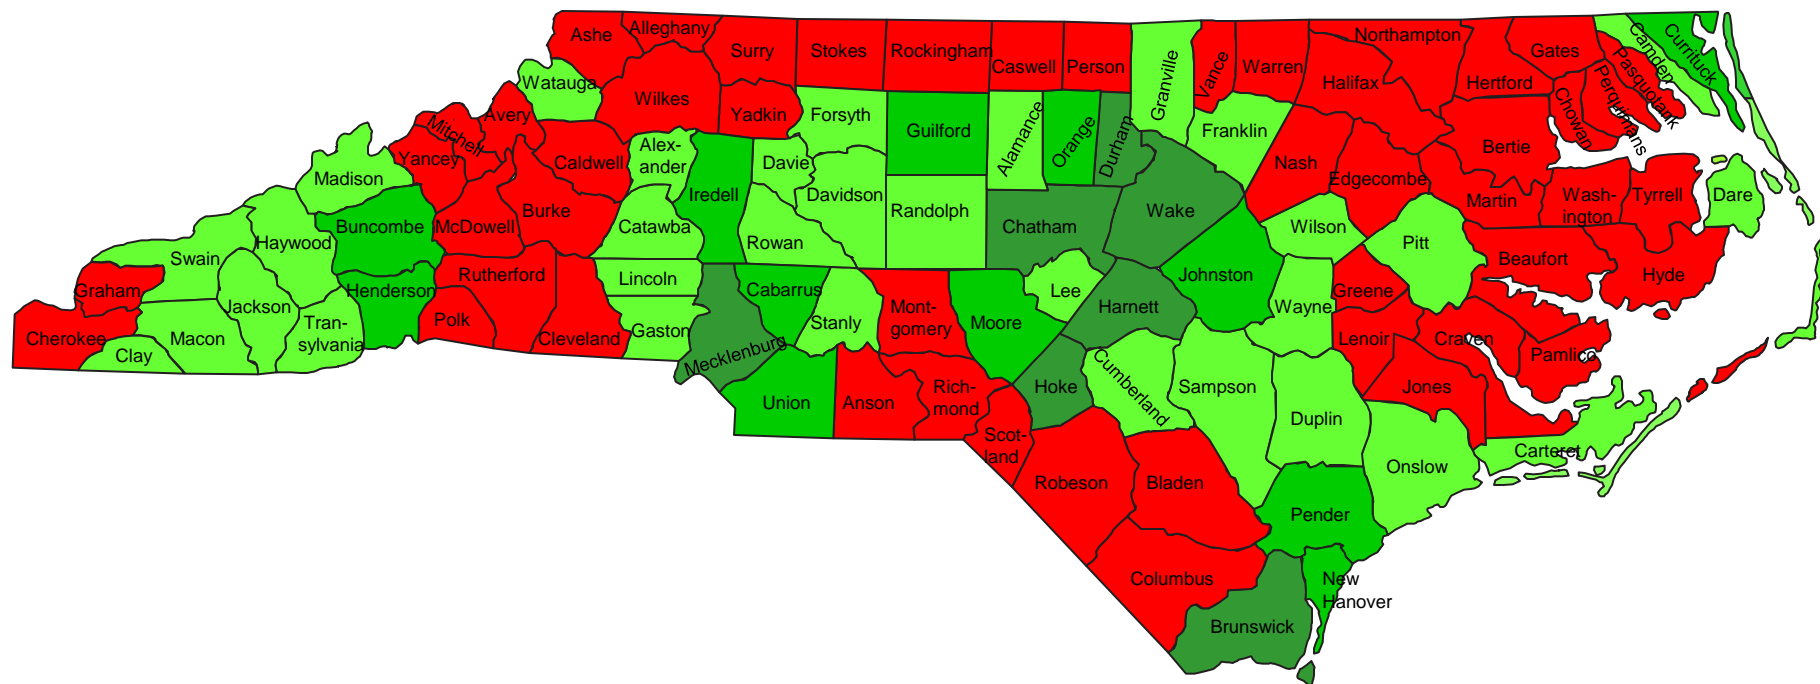 Ashe
Alleghany
Surry
Stokes
Rockingham
Caswell
Person
Granville
Vance
Warren
Northampton
Halifax
Hertford
Gates
Pasquotank
Camden
Currituck
Perquimans
Chowan
Watauga
Wilkes
Yadkin
Forsyth
Guilford
Alamance
Orange
Durham
Franklin
Nash
Edgecombe
Bertie
Avery
Mitchell
Yancey
Caldwell
Alex-
ander
Davie
Iredell
Davidson
Randolph
Chatham
Wake
Martin
Wash-
ington
Tyrrell
Dare
Madison
Buncombe
McDowell
Burke
Catawba
Rowan
Wilson
Pitt
Beaufort
Hyde
Haywood
Swain
Graham
Jackson
Henderson
Rutherford
Lincoln
Cabarrus
Stanly
Mont-
gomery
Moore
Lee
Harnett
Johnston
Wayne
Greene
Lenoir
Craven
Pamlico
Cherokee
Clay
Macon
Tran-
sylvania
Polk
Cleveland
Gaston
Mecklenburg
Union
Anson
Rich-
mond
Scot-
land
Hoke
Cumberland
Sampson
Duplin
Jones
Onslow
Carteret
Robeson
Bladen
Pender
Columbus
New
Hanover
Brunswick